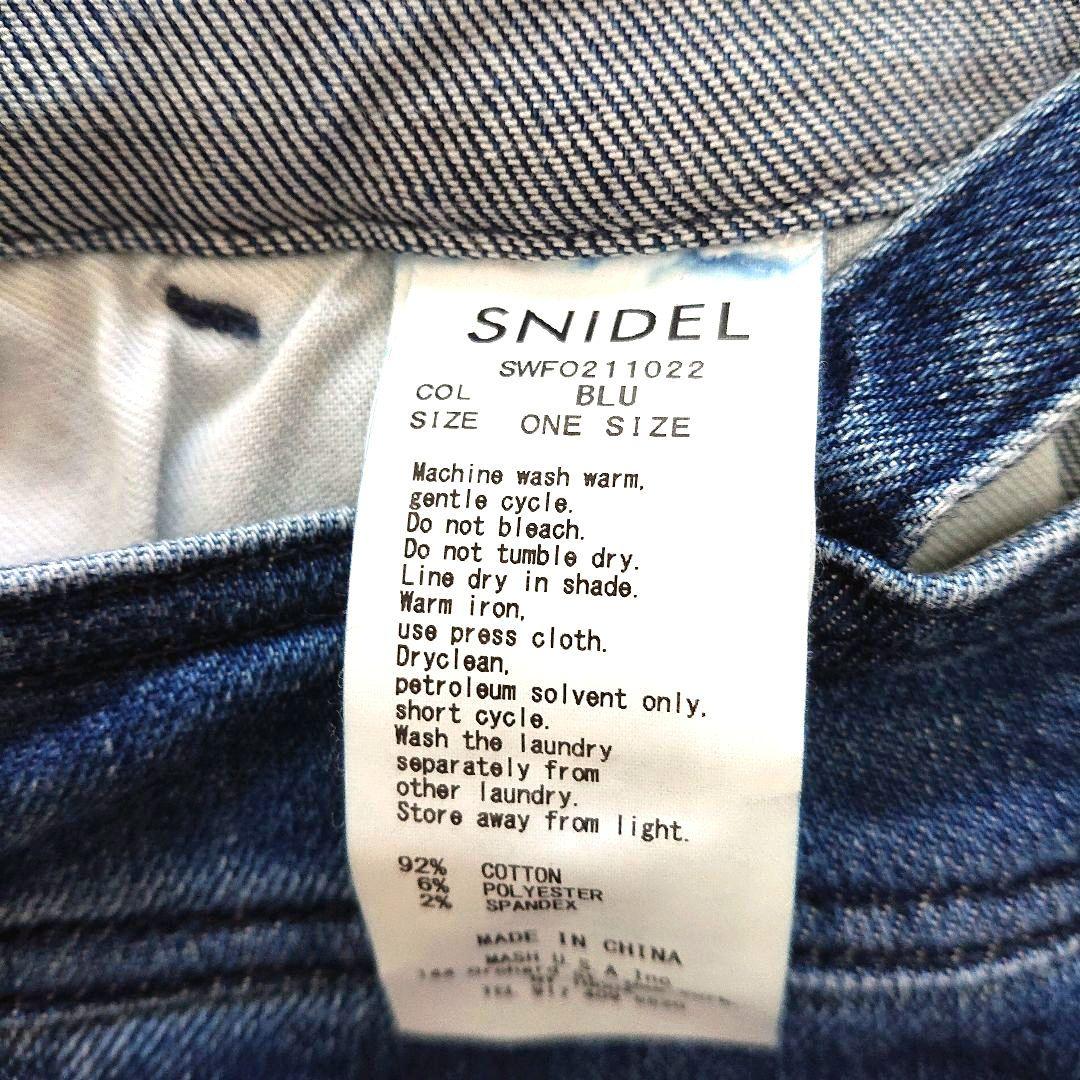 SNIDEL
SWFO211022
COL BLU
SIZE ONE SIZE
Machine wash warm,
gentle cycle.
Do not bleach.
Do not tumble dry.
Line dry in shade.
Warm iron,
use press cloth.
Dryclean,
petroleum solvent only,
short cycle.
Wash the laundry
separately from
other laundry.
Store away from light.
92% COTTON
6% POLYESTER
2% SPANDEX
MADE IN CHINA
MASH U.S.A. Inc